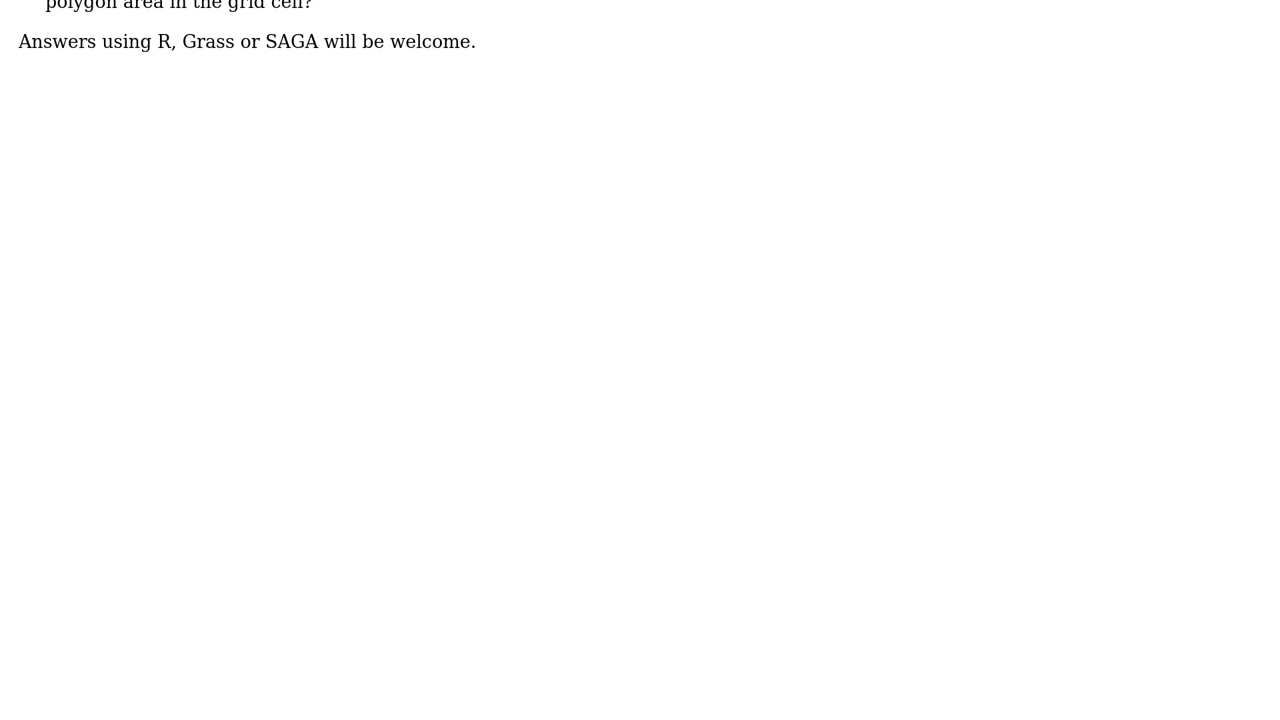 polygon area in the grid cell?
Answers using R, Grass or SAGA will be welcome.